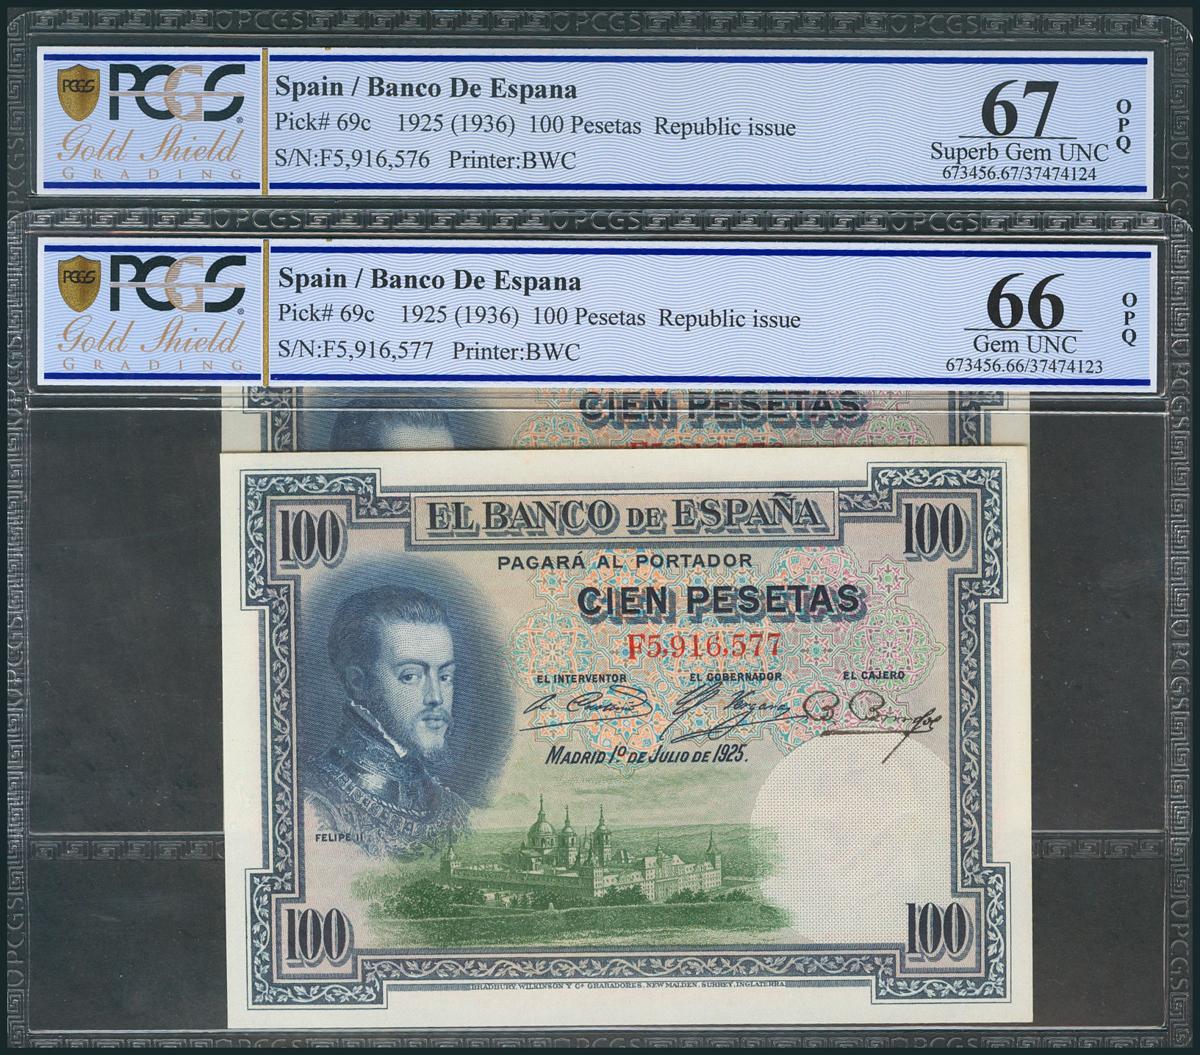 PCGS
PCGS
Gold Shield
GRADING
Spain / Banco De Espana
Pick# 69c 1925 (1936) 100 Pesetas Republic issue
S/N:F5,916,576 Printer:BWC
67
Superb Gem UNC
673456.67/37474124
OPQ
PCGS
PCGS
PCGS
Gold Shield
GRADING
Spain / Banco De Espana
Pick# 69c 1925 (1936) 100 Pesetas Republic issue
S/N:F5,916,577 Printer:BWC
66
Gem UNC
673456.66/37474123
OPQ
CIEN PESETAS
100
EL BANCO DE ESPAÑA
100
PAGARÁ AL PORTADOR
CIEN PESETAS
F5,916,577
EL INTERVENTOR EL GOBERNADOR EL CAJERO
MADRID 1º DE JULIO DE 1925.
FELIPE II
100
100
BRADBURY, WILKINSON Y Cª GRABADORES, NEW MALDEN, SURREY, INGLATERRA.